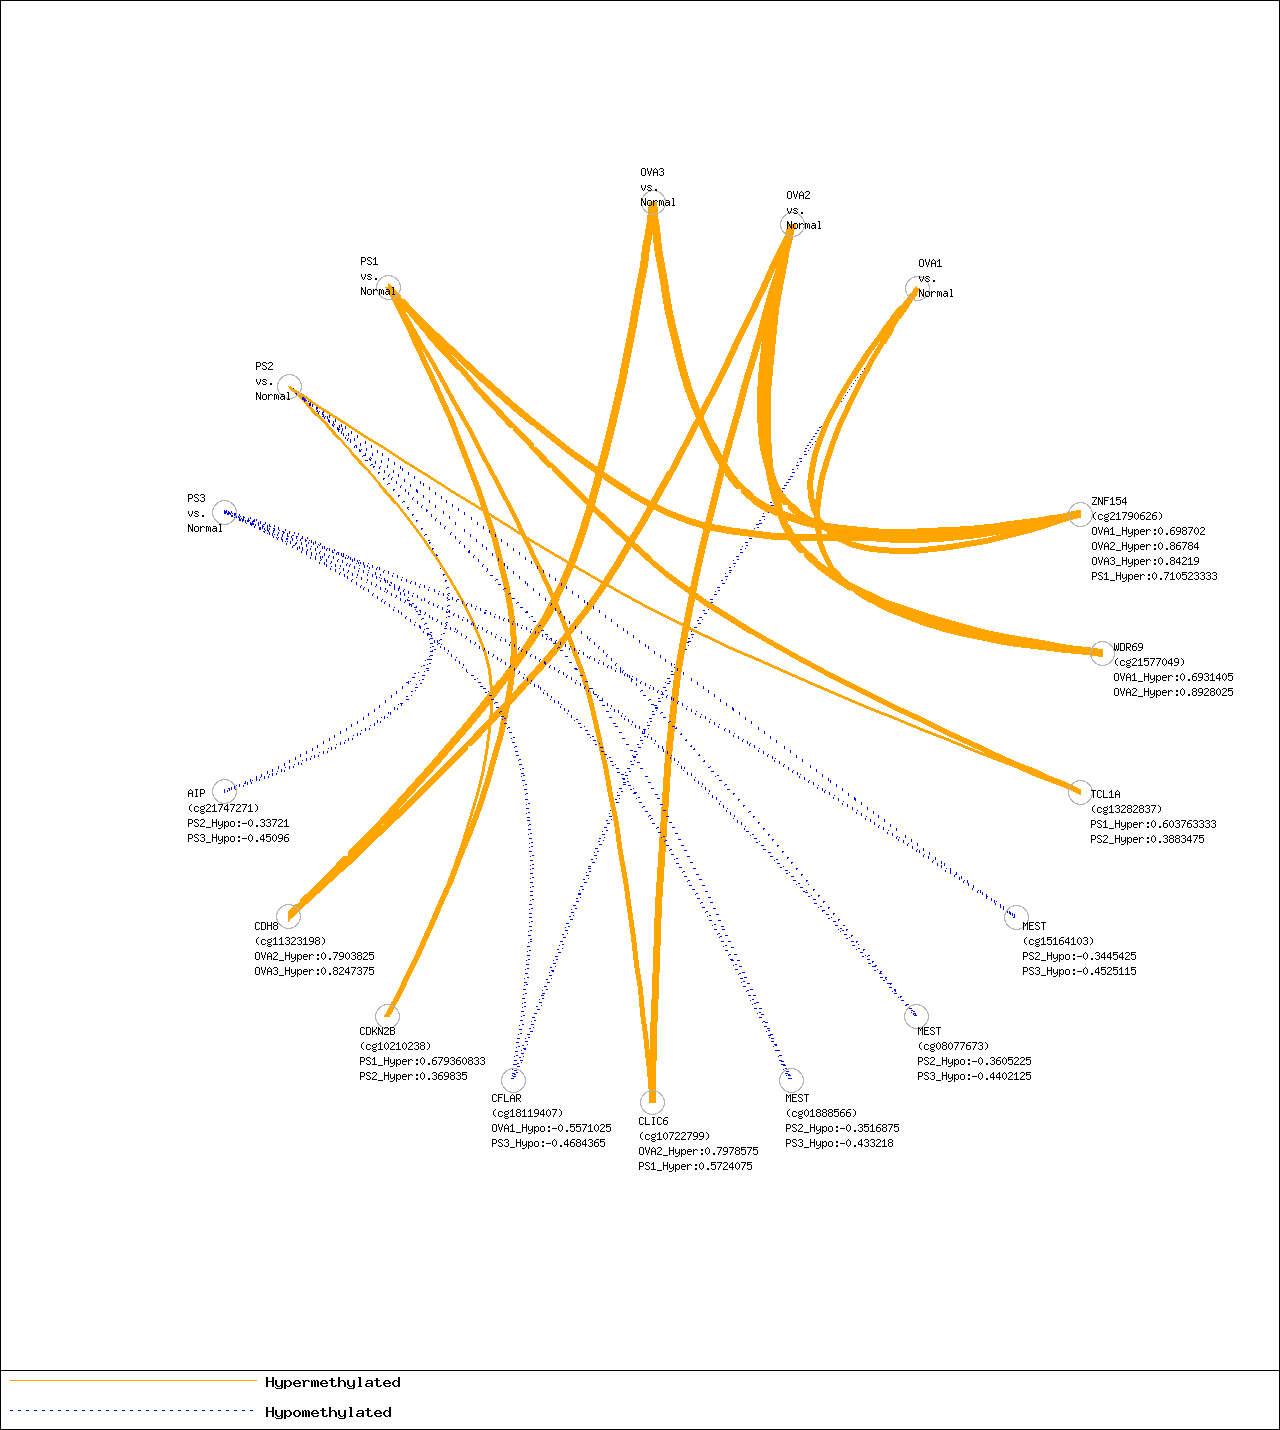 OVA3
vs.
Normal
OVA2
vs.
Normal
OVA1
vs.
Normal
PS1
vs.
Normal
PS2
vs.
Normal
PS3
vs.
Normal
ZNF154
(cg21790626)
OVA1_Hyper:0.698702
OVA2_Hyper:0.86784
OVA3_Hyper:0.84219
PS1_Hyper:0.710523333
WDR69
(cg21577049)
OVA1_Hyper:0.6931405
OVA2_Hyper:0.8928025
TCL1A
(cg13282837)
PS1_Hyper:0.603763333
PS2_Hyper:0.3883475
AIP
(cg21747271)
PS2_Hypo:-0.33721
PS3_Hypo:-0.45096
CDH8
(cg11323198)
OVA2_Hyper:0.7903825
OVA3_Hyper:0.8247375
MEST
(cg15164103)
PS2_Hypo:-0.3445425
PS3_Hypo:-0.4525115
CDKN2B
(cg10210238)
PS1_Hyper:0.679360833
PS2_Hyper:0.369835
MEST
(cg08077673)
PS2_Hypo:-0.3605225
PS3_Hypo:-0.4402125
CFLAR
(cg18119407)
OVA1_Hypo:-0.5571025
PS3_Hypo:-0.4684365
CLIC6
(cg10722799)
OVA2_Hyper:0.7978575
PS1_Hyper:0.5724075
MEST
(cg01888566)
PS2_Hypo:-0.3516875
PS3_Hypo:-0.433218
Hypermethylated
Hypomethylated